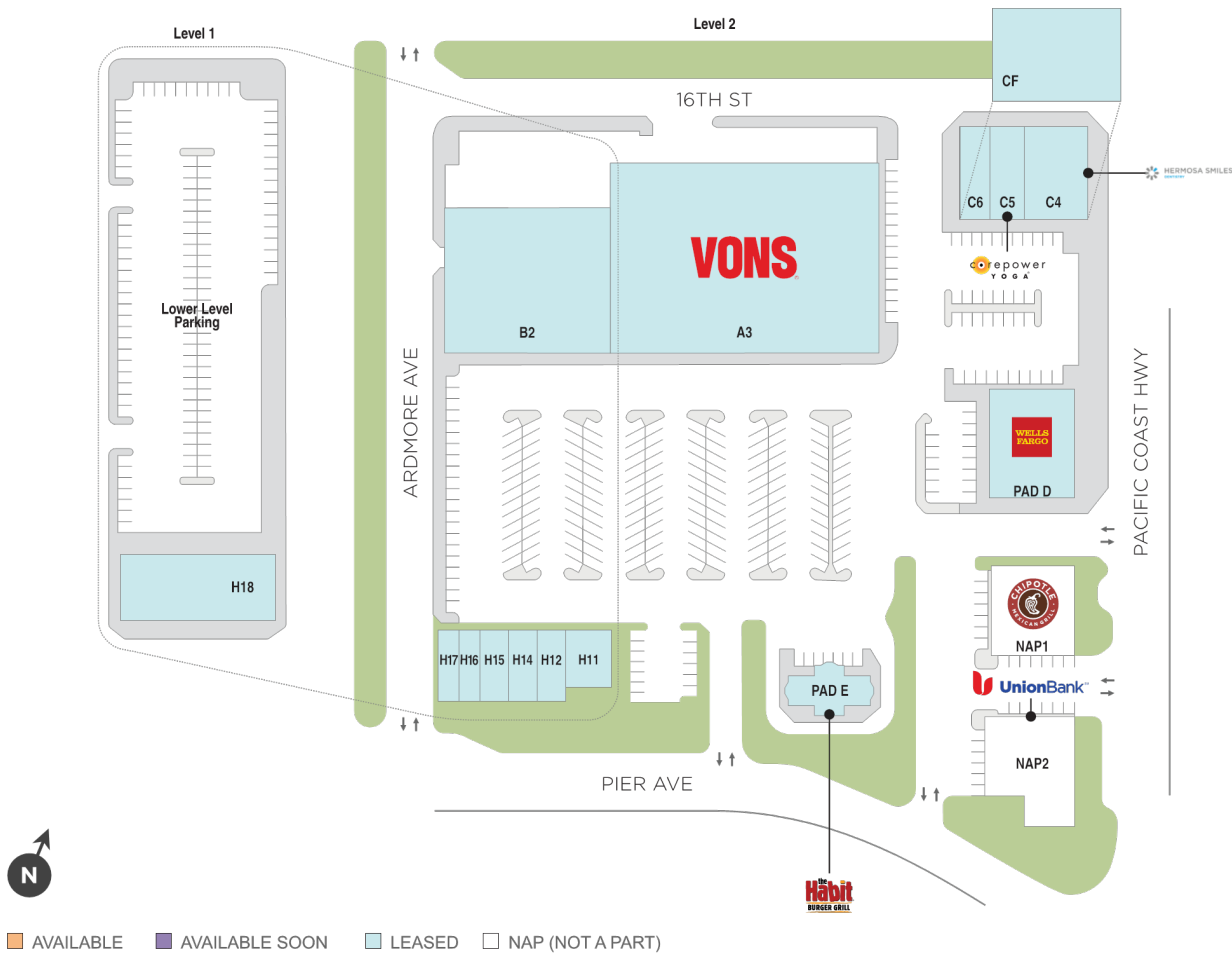 Level 1
Level 2
CF
16TH ST
HERMOSA SMILES
C6
C5
C4
VONS
corepower
YOGA
Lower Level
Parking
B2
A3
ARDMORE AVE
PACIFIC COAST HWY
WELLS
FARGO
PAD D
H18
CHIPOTLE
MEXICAN GRILL
NAP1
H17
H16
H15
H14
H12
H11
PAD E
UnionBank
NAP2
PIER AVE
the
Habit
BURGER GRILL
N
AVAILABLE
AVAILABLE SOON
LEASED
NAP (NOT A PART)